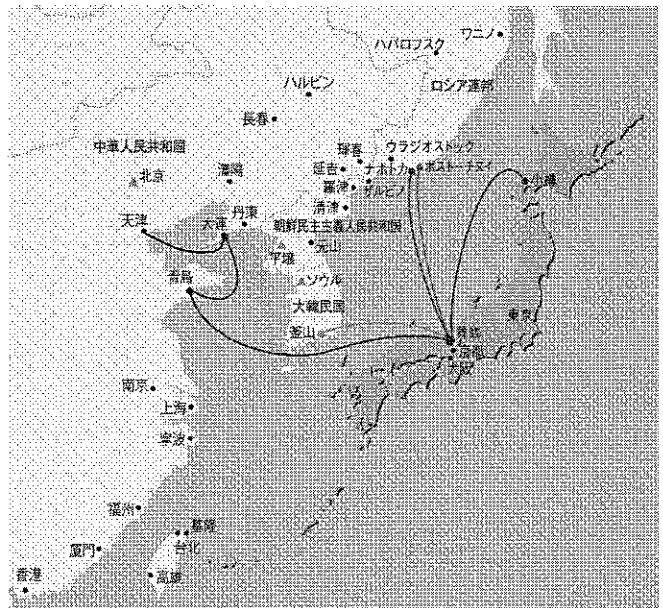 ワニノ
ハバロフスク
ロシア連邦
ハルビン
長春
中華人民共和国
琿春
ウラジオストック
延吉
ナホトカ
ボストーチヌイ
北京
瀋陽
羅津
ザルビノ
小樽
清津
丹東
天津
大連
朝鮮民主主義人民共和国
元山
平壌
青島
ソウル
大韓民国
東京
釜山
舞鶴
京都
大阪
南京
上海
寧波
福州
基隆
台北
厦門
高雄
香港